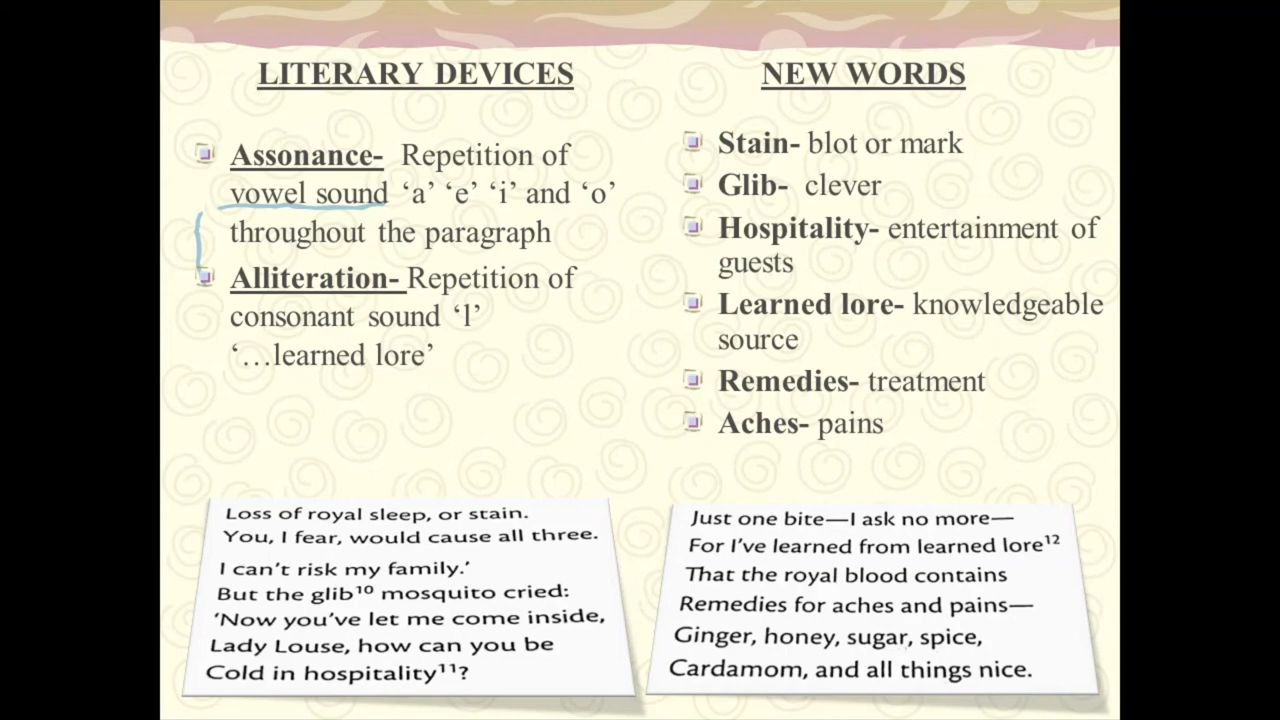 LITERARY DEVICES
Assonance- Repetition of
vowel sound ‘a’ ‘e’ ‘i’ and ‘o’
throughout the paragraph
Alliteration- Repetition of
consonant sound ‘l’
‘…learned lore’
NEW WORDS
Stain- blot or mark
Glib- clever
Hospitality- entertainment of
guests
Learned lore- knowledgeable
source
Remedies- treatment
Aches- pains
Loss of royal sleep, or stain.
You, I fear, would cause all three.
I can’t risk my family.’
But the glib¹⁰ mosquito cried:
‘Now you’ve let me come inside,
Lady Louse, how can you be
Cold in hospitality¹¹?
Just one bite—I ask no more—
For I’ve learned from learned lore¹²
That the royal blood contains
Remedies for aches and pains—
Ginger, honey, sugar, spice,
Cardamom, and all things nice.